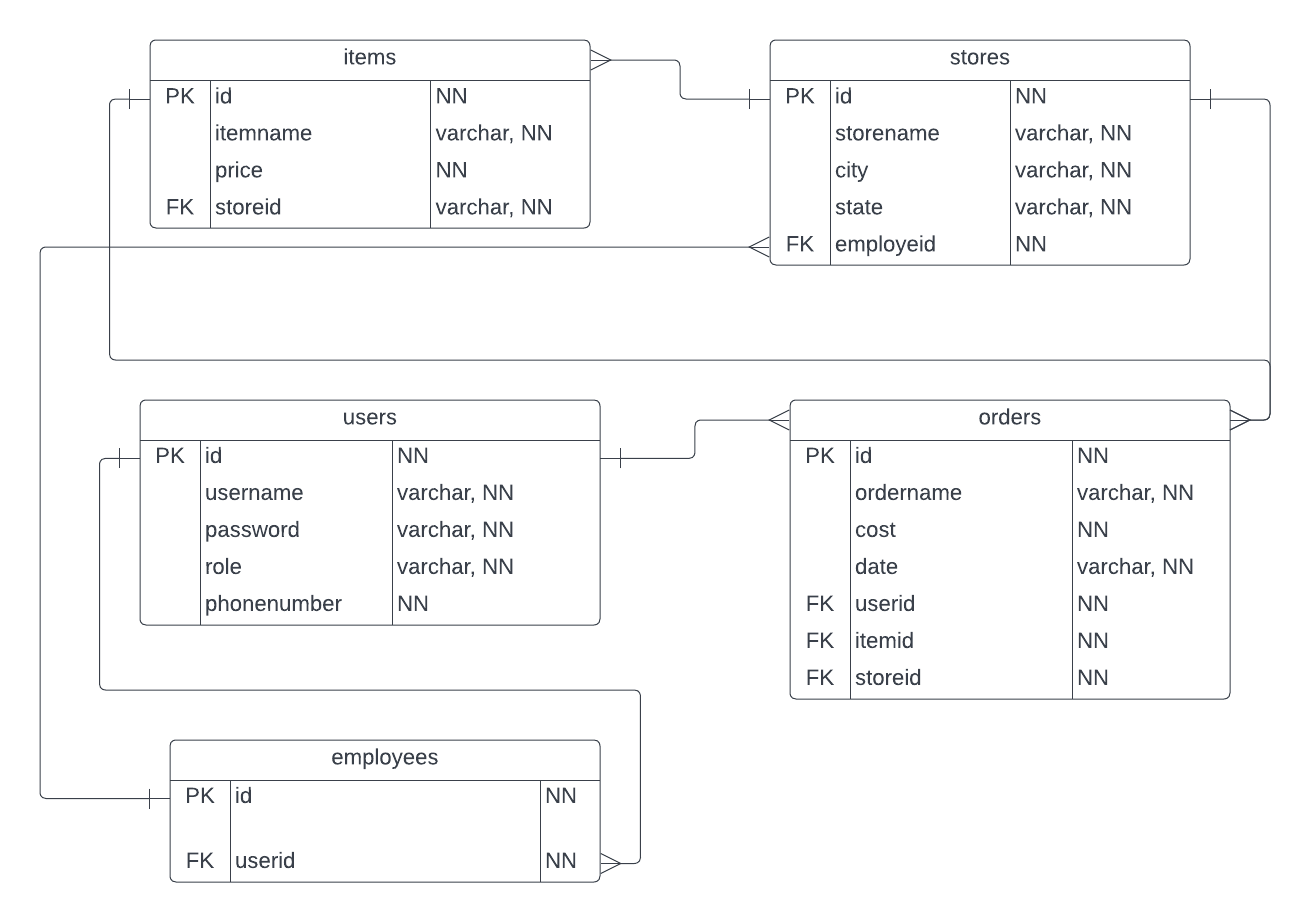 items
PK id NN
itemname varchar, NN
price NN
FK storeid varchar, NN
stores
PK id NN
storename varchar, NN
city varchar, NN
state varchar, NN
FK employeid NN
users
PK id NN
username varchar, NN
password varchar, NN
role varchar, NN
phonenumber NN
orders
PK id NN
ordername varchar, NN
cost NN
date varchar, NN
FK userid NN
FK itemid NN
FK storeid NN
employees
PK id NN
FK userid NN